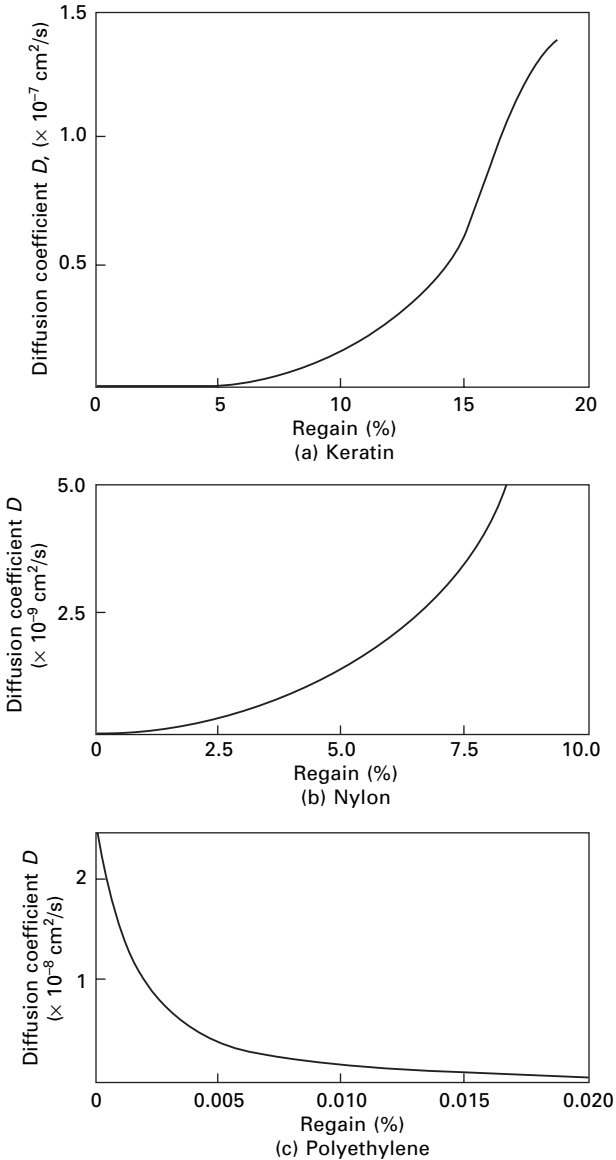 1.5
1.0
0.5
Diffusion coefficient D, (× 10⁻⁷ cm²/s)
0 5 10 15 20
Regain (%)
(a) Keratin
5.0
2.5
Diffusion coefficient D
(× 10⁻⁹ cm²/s)
0 2.5 5.0 7.5 10.0
Regain (%)
(b) Nylon
2
1
Diffusion coefficient D
(× 10⁻⁸ cm²/s)
0 0.005 0.010 0.015 0.020
Regain (%)
(c) Polyethylene